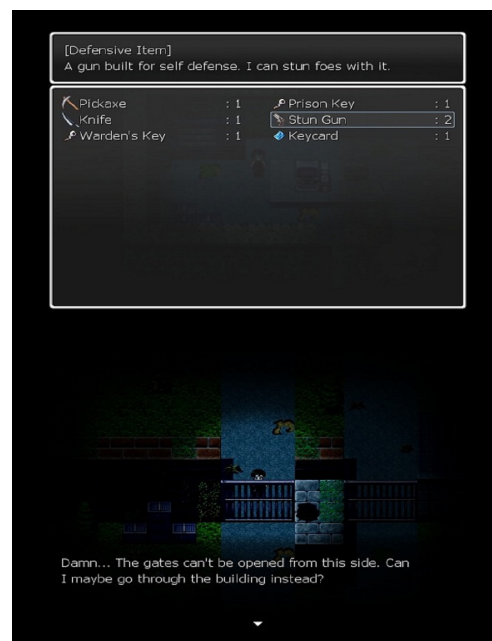 [Defensive Item]
A gun built for self defense. I can stun foes with it.
Pickaxe : 1 Prison Key : 1
Knife : 1 Stun Gun : 2
Warden's Key : 1 Keycard : 1
Damn... The gates can't be opened from this side. Can
I maybe go through the building instead?